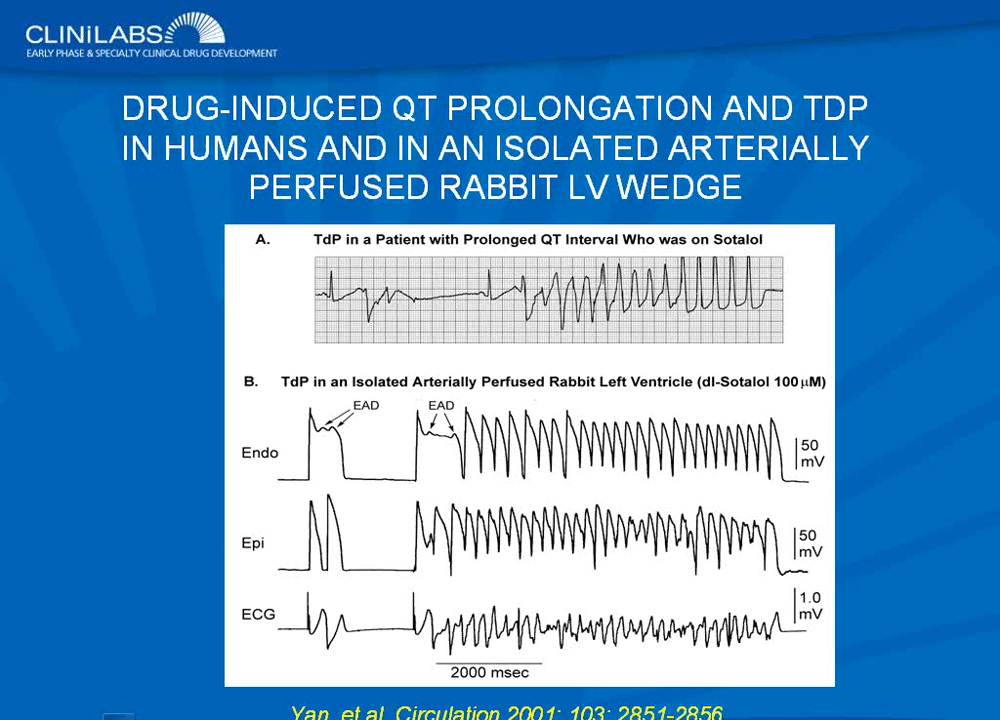 CLINILABS
EARLY PHASE & SPECIALTY CLINICAL DRUG DEVELOPMENT
DRUG-INDUCED QT PROLONGATION AND TDP
IN HUMANS AND IN AN ISOLATED ARTERIALLY
PERFUSED RABBIT LV WEDGE
A. TdP in a Patient with Prolonged QT Interval Who was on Sotalol
B. TdP in an Isolated Arterially Perfused Rabbit Left Ventricle (dl-Sotalol 100 µM)
EAD EAD
Endo
50
mV
Epi
50
mV
1.0
ECG mV
2000 msec
Yan, et al. Circulation 2001; 103: 2851-2856